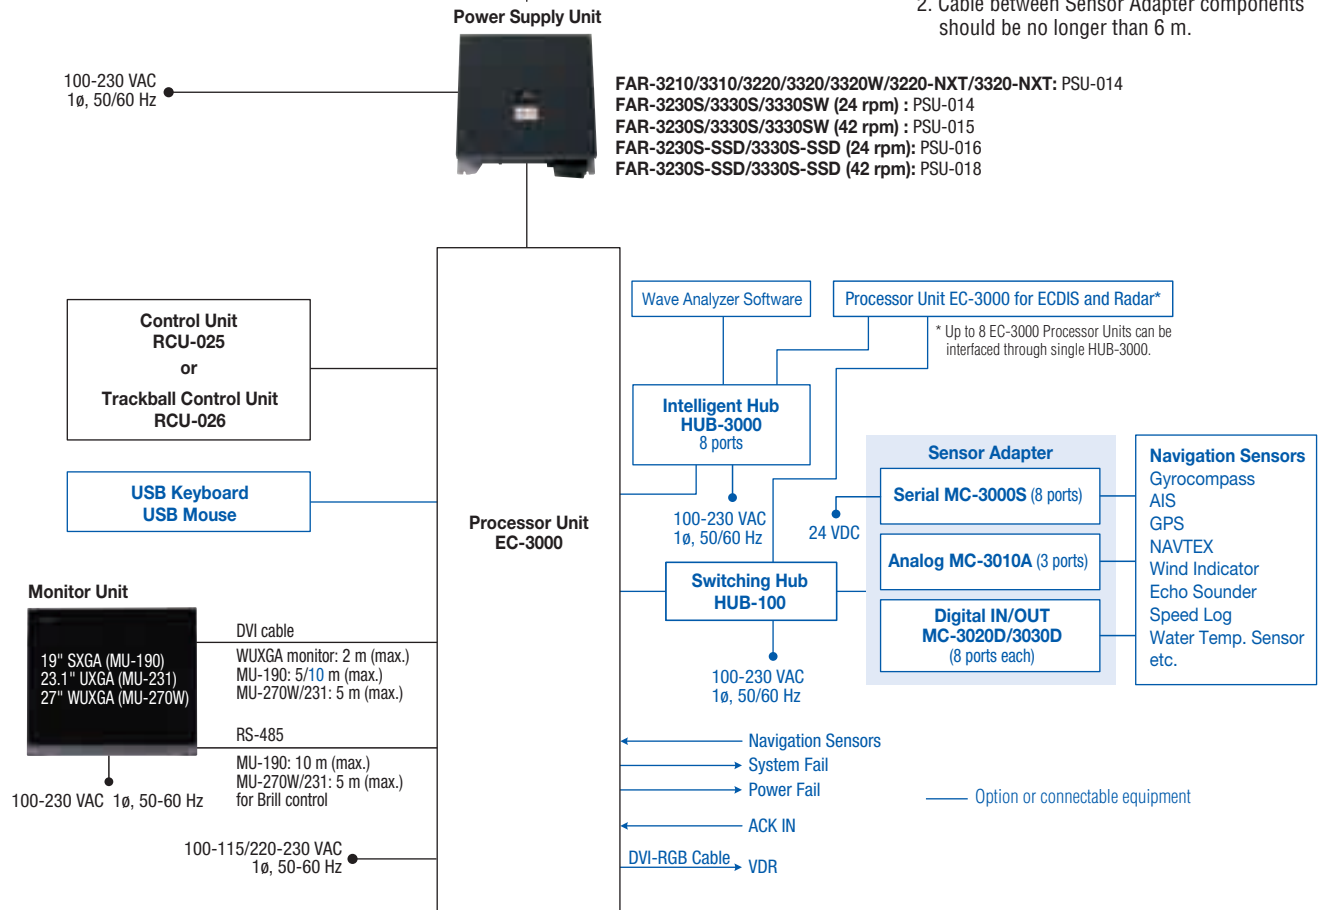 2. Cable between Sensor Adapter components
should be no longer than 6 m.
Power Supply Unit
100-230 VAC
1ø, 50/60 Hz
FAR-3210/3310/3220/3320/3320W/3220-NXT/3320-NXT: PSU-014
FAR-3230S/3330S/3330SW (24 rpm) : PSU-014
FAR-3230S/3330S/3330SW (42 rpm) : PSU-015
FAR-3230S-SSD/3330S-SSD (24 rpm): PSU-016
FAR-3230S-SSD/3330S-SSD (42 rpm): PSU-018
Control Unit
RCU-025
or
Trackball Control Unit
RCU-026
USB Keyboard
USB Mouse
Monitor Unit
19" SXGA (MU-190)
23.1" UXGA (MU-231)
27" WUXGA (MU-270W)
DVI cable
WUXGA monitor: 2 m (max.)
MU-190: 5/10 m (max.)
MU-270W/231: 5 m (max.)
RS-485
MU-190: 10 m (max.)
MU-270W/231: 5 m (max.)
for Brill control
100-230 VAC 1ø, 50-60 Hz
100-115/220-230 VAC
1ø, 50-60 Hz
Processor Unit
EC-3000
Wave Analyzer Software
Processor Unit EC-3000 for ECDIS and Radar*
* Up to 8 EC-3000 Processor Units can be
interfaced through single HUB-3000.
Intelligent Hub
HUB-3000
8 ports
100-230 VAC
1ø, 50/60 Hz
24 VDC
Switching Hub
HUB-100
100-230 VAC
1ø, 50/60 Hz
Sensor Adapter
Serial MC-3000S (8 ports)
Analog MC-3010A (3 ports)
Digital IN/OUT
MC-3020D/3030D
(8 ports each)
Navigation Sensors
Gyrocompass
AIS
GPS
NAVTEX
Wind Indicator
Echo Sounder
Speed Log
Water Temp. Sensor
etc.
Navigation Sensors
System Fail
Power Fail
ACK IN
DVI-RGB Cable
VDR
Option or connectable equipment